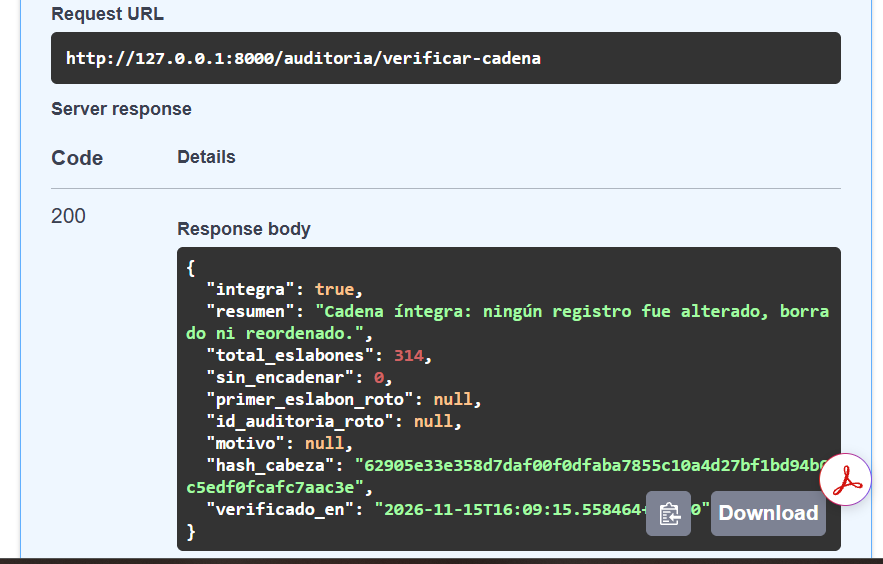 Request URL
http://127.0.0.1:8000/auditoria/verificar-cadena
Server response
Code Details
200
Response body
{
"integra": true,
"resumen": "Cadena íntegra: ningún registro fue alterado, borra
do ni reordenado.",
"total_eslabones": 314,
"sin_encadenar": 0,
"primer_eslabon_roto": null,
"id_auditoria_roto": null,
"motivo": null,
"hash_cabeza": "62905e33e358d7daf00f0dfaba7855c10a4d27bf1bd94b
c5edf0fcafc7aac3e",
"verificado_en": "2026-11-15T16:09:15.558464 0"
Download
}